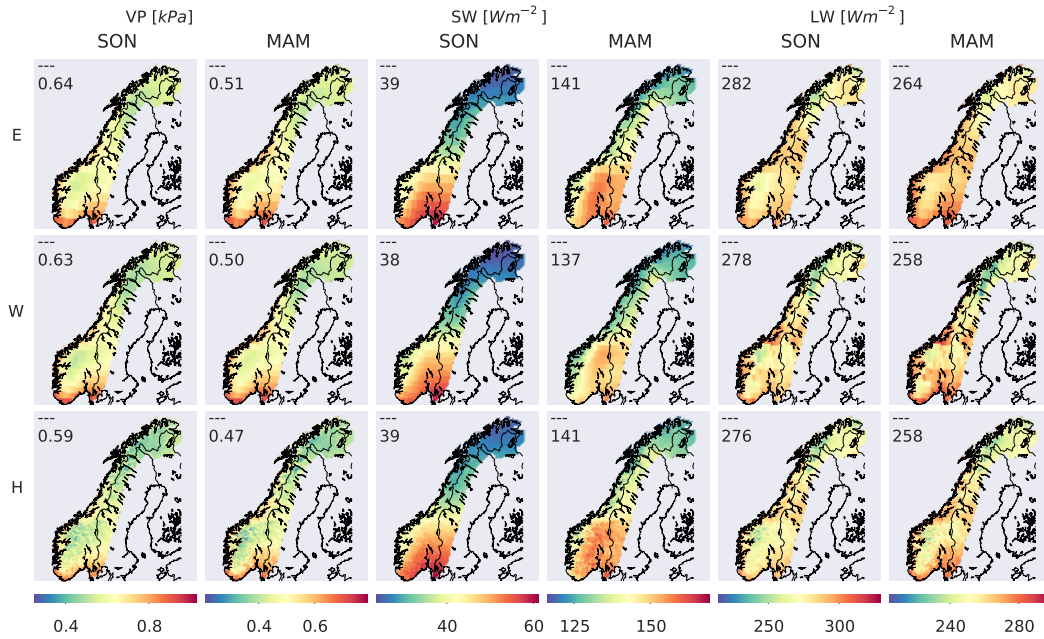 VP [kPa] SW [Wm⁻²] LW [Wm⁻²]
SON MAM SON MAM SON MAM
E
--- --- --- --- --- ---
0.64 0.51 39 141 282 264
W
--- --- --- --- --- ---
0.63 0.50 38 137 278 258
H
--- --- --- --- --- ---
0.59 0.47 39 141 276 258
0.4 0.8 0.4 0.6 40 60 125 150 250 300 240 280